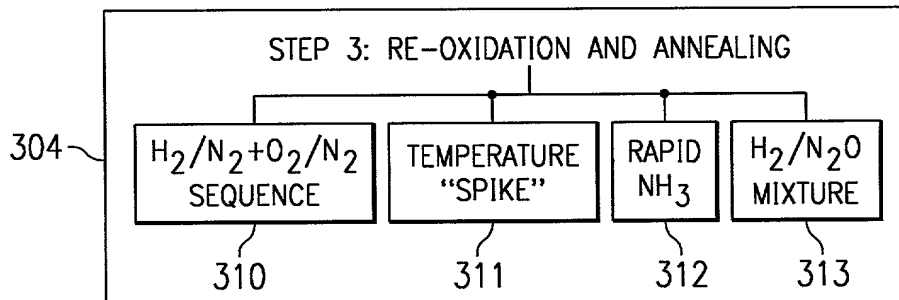 STEP 3: RE-OXIDATION AND ANNEALING
304
H2/N2+O2/N2
SEQUENCE
TEMPERATURE
"SPIKE"
RAPID
NH3
H2/N2O
MIXTURE
310
311
312
313